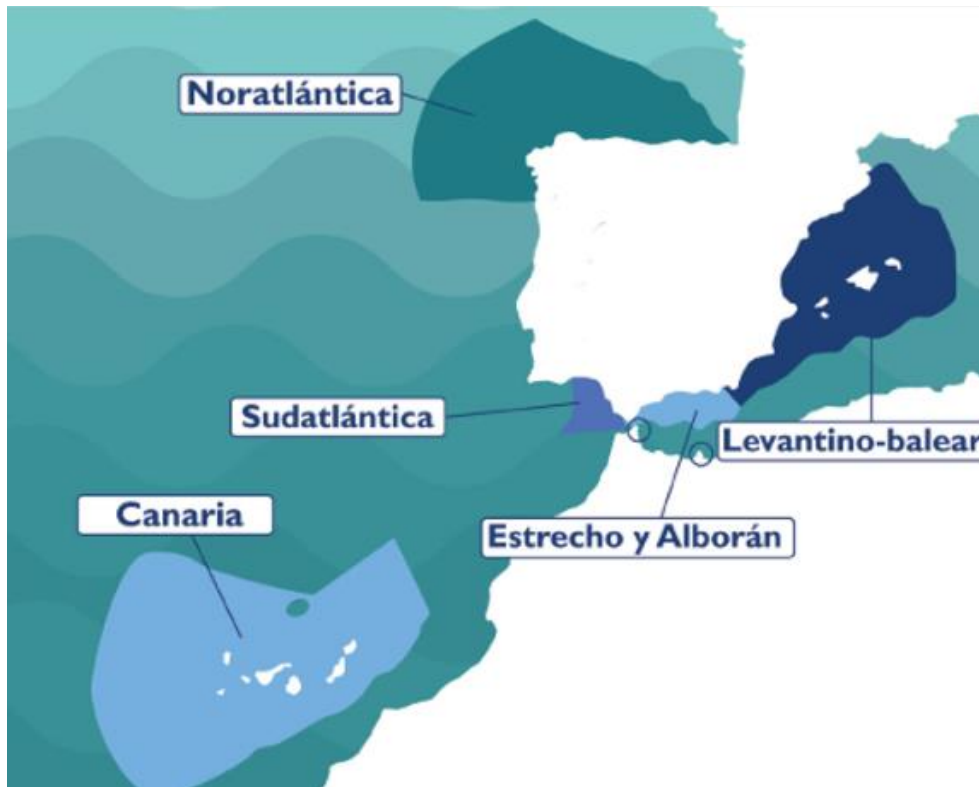 Noratlántica
Sudatlántica
Levantino-balear
Canaria
Estrecho y Alborán